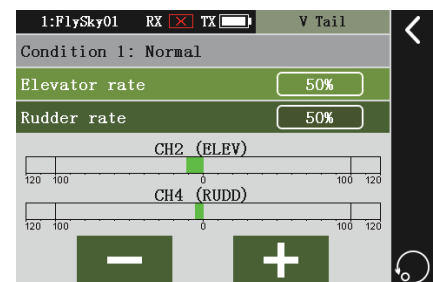 1:FlySky01 RX TX V Tail
Condition 1: Normal
Elevator rate 50%
Rudder rate 50%
CH2 (ELEV)
120 100 0 100 120
CH4 (RUDD)
120 100 0 100 120